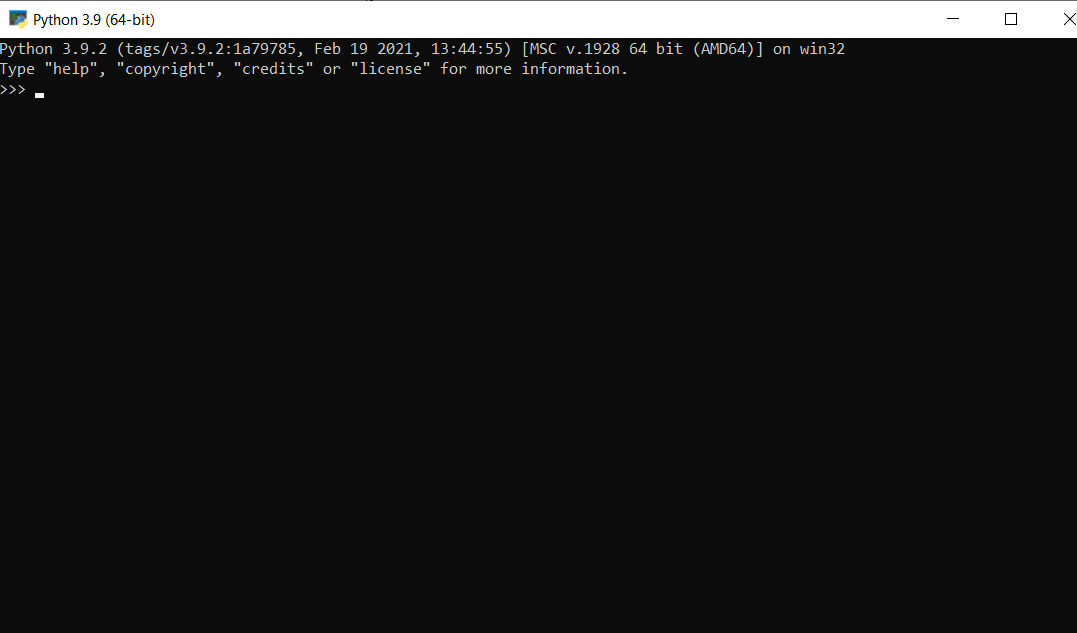 Python 3.9 (64-bit)
Python 3.9.2 (tags/v3.9.2:1a79785, Feb 19 2021, 13:44:55) [MSC v.1928 64 bit (AMD64)] on win32
Type "help", "copyright", "credits" or "license" for more information.
>>>